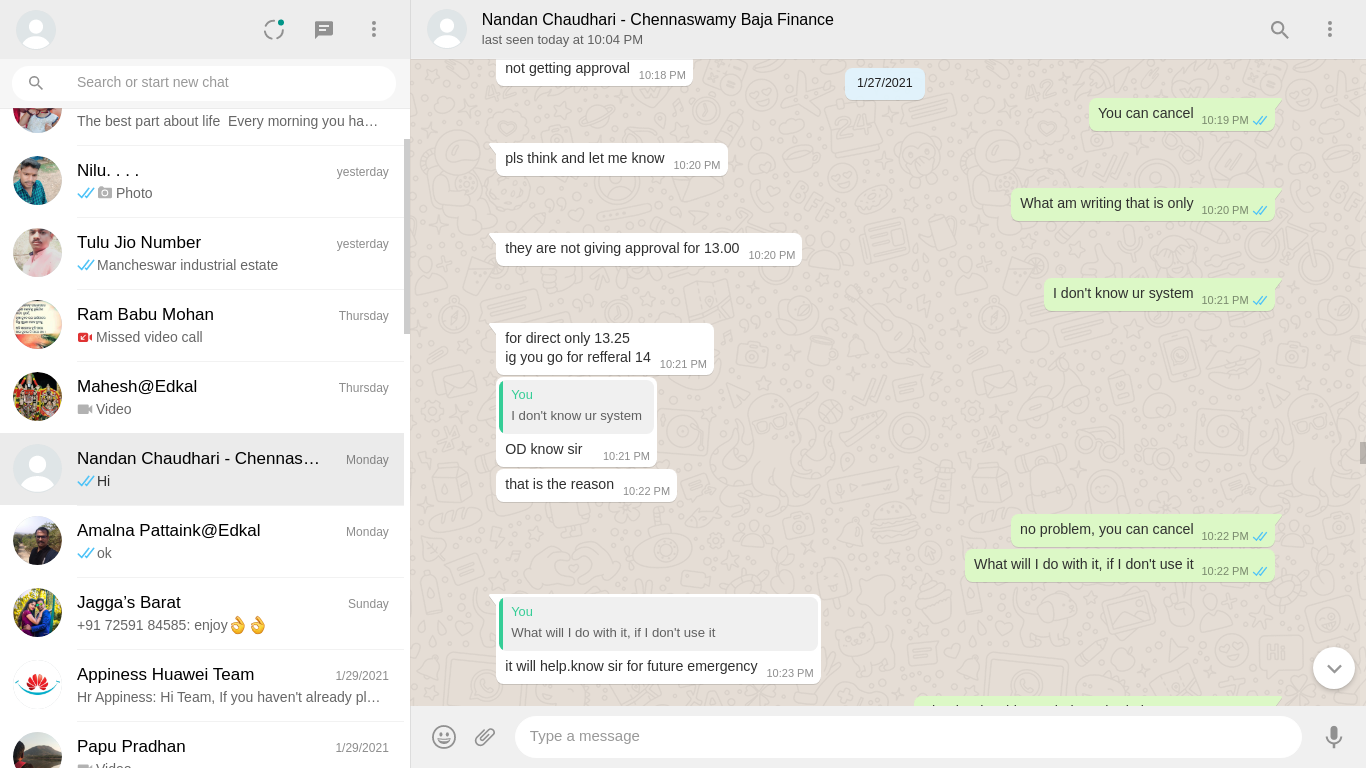 Search or start new chat
The best part about life  Every morning you ha…
Nilu. . . .
yesterday
Photo
Tulu Jio Number
yesterday
Mancheswar industrial estate
Ram Babu Mohan
Thursday
Missed video call
Mahesh@Edkal
Thursday
Video
Nandan Chaudhari - Chennas…
Monday
Hi
Amalna Pattaink@Edkal
Monday
ok
Jagga’s Barat
Sunday
+91 72591 84585: enjoy👌👌
Appiness Huawei Team
1/29/2021
Hr Appiness: Hi Team, If you haven't already pl…
Papu Pradhan
1/29/2021
Video
Nandan Chaudhari - Chennaswamy Baja Finance
last seen today at 10:04 PM
not getting approval
10:18 PM
1/27/2021
You can cancel
10:19 PM
pls think and let me know
10:20 PM
What am writing that is only
10:20 PM
they are not giving approval for 13.00
10:20 PM
I don't know ur system
10:21 PM
for direct only 13.25
ig you go for refferal 14
10:21 PM
You
I don't know ur system
OD know sir
10:21 PM
that is the reason
10:22 PM
no problem, you can cancel
10:22 PM
What will I do with it, if I don't use it
10:22 PM
You
What will I do with it, if I don't use it
it will help.know sir for future emergency
10:23 PM
Type a message